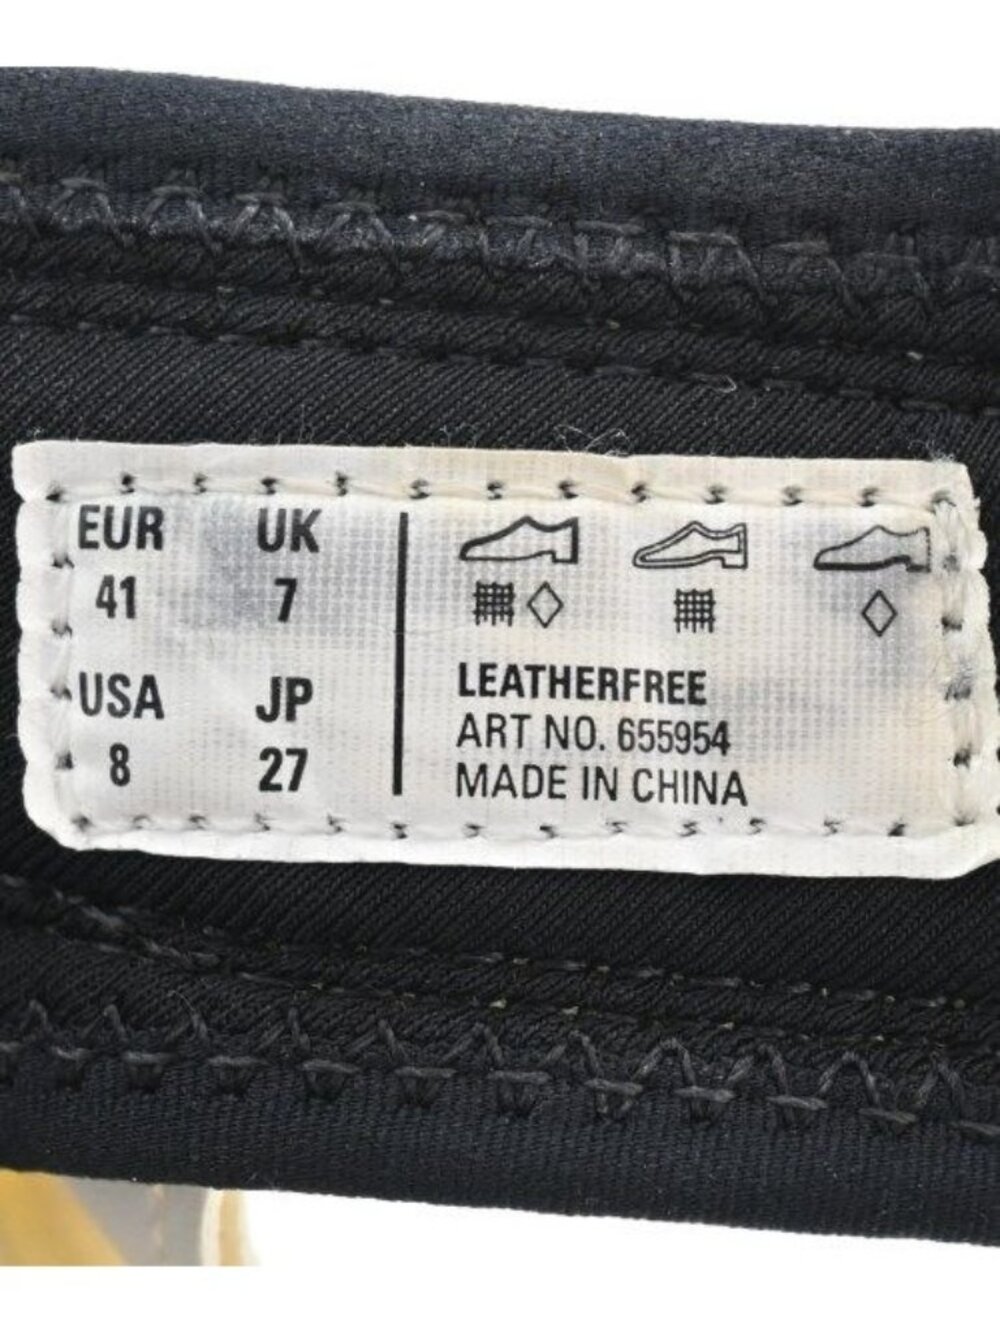 EUR UK
41 7
USA JP
8 27
LEATHERFREE
ART NO. 655954
MADE IN CHINA